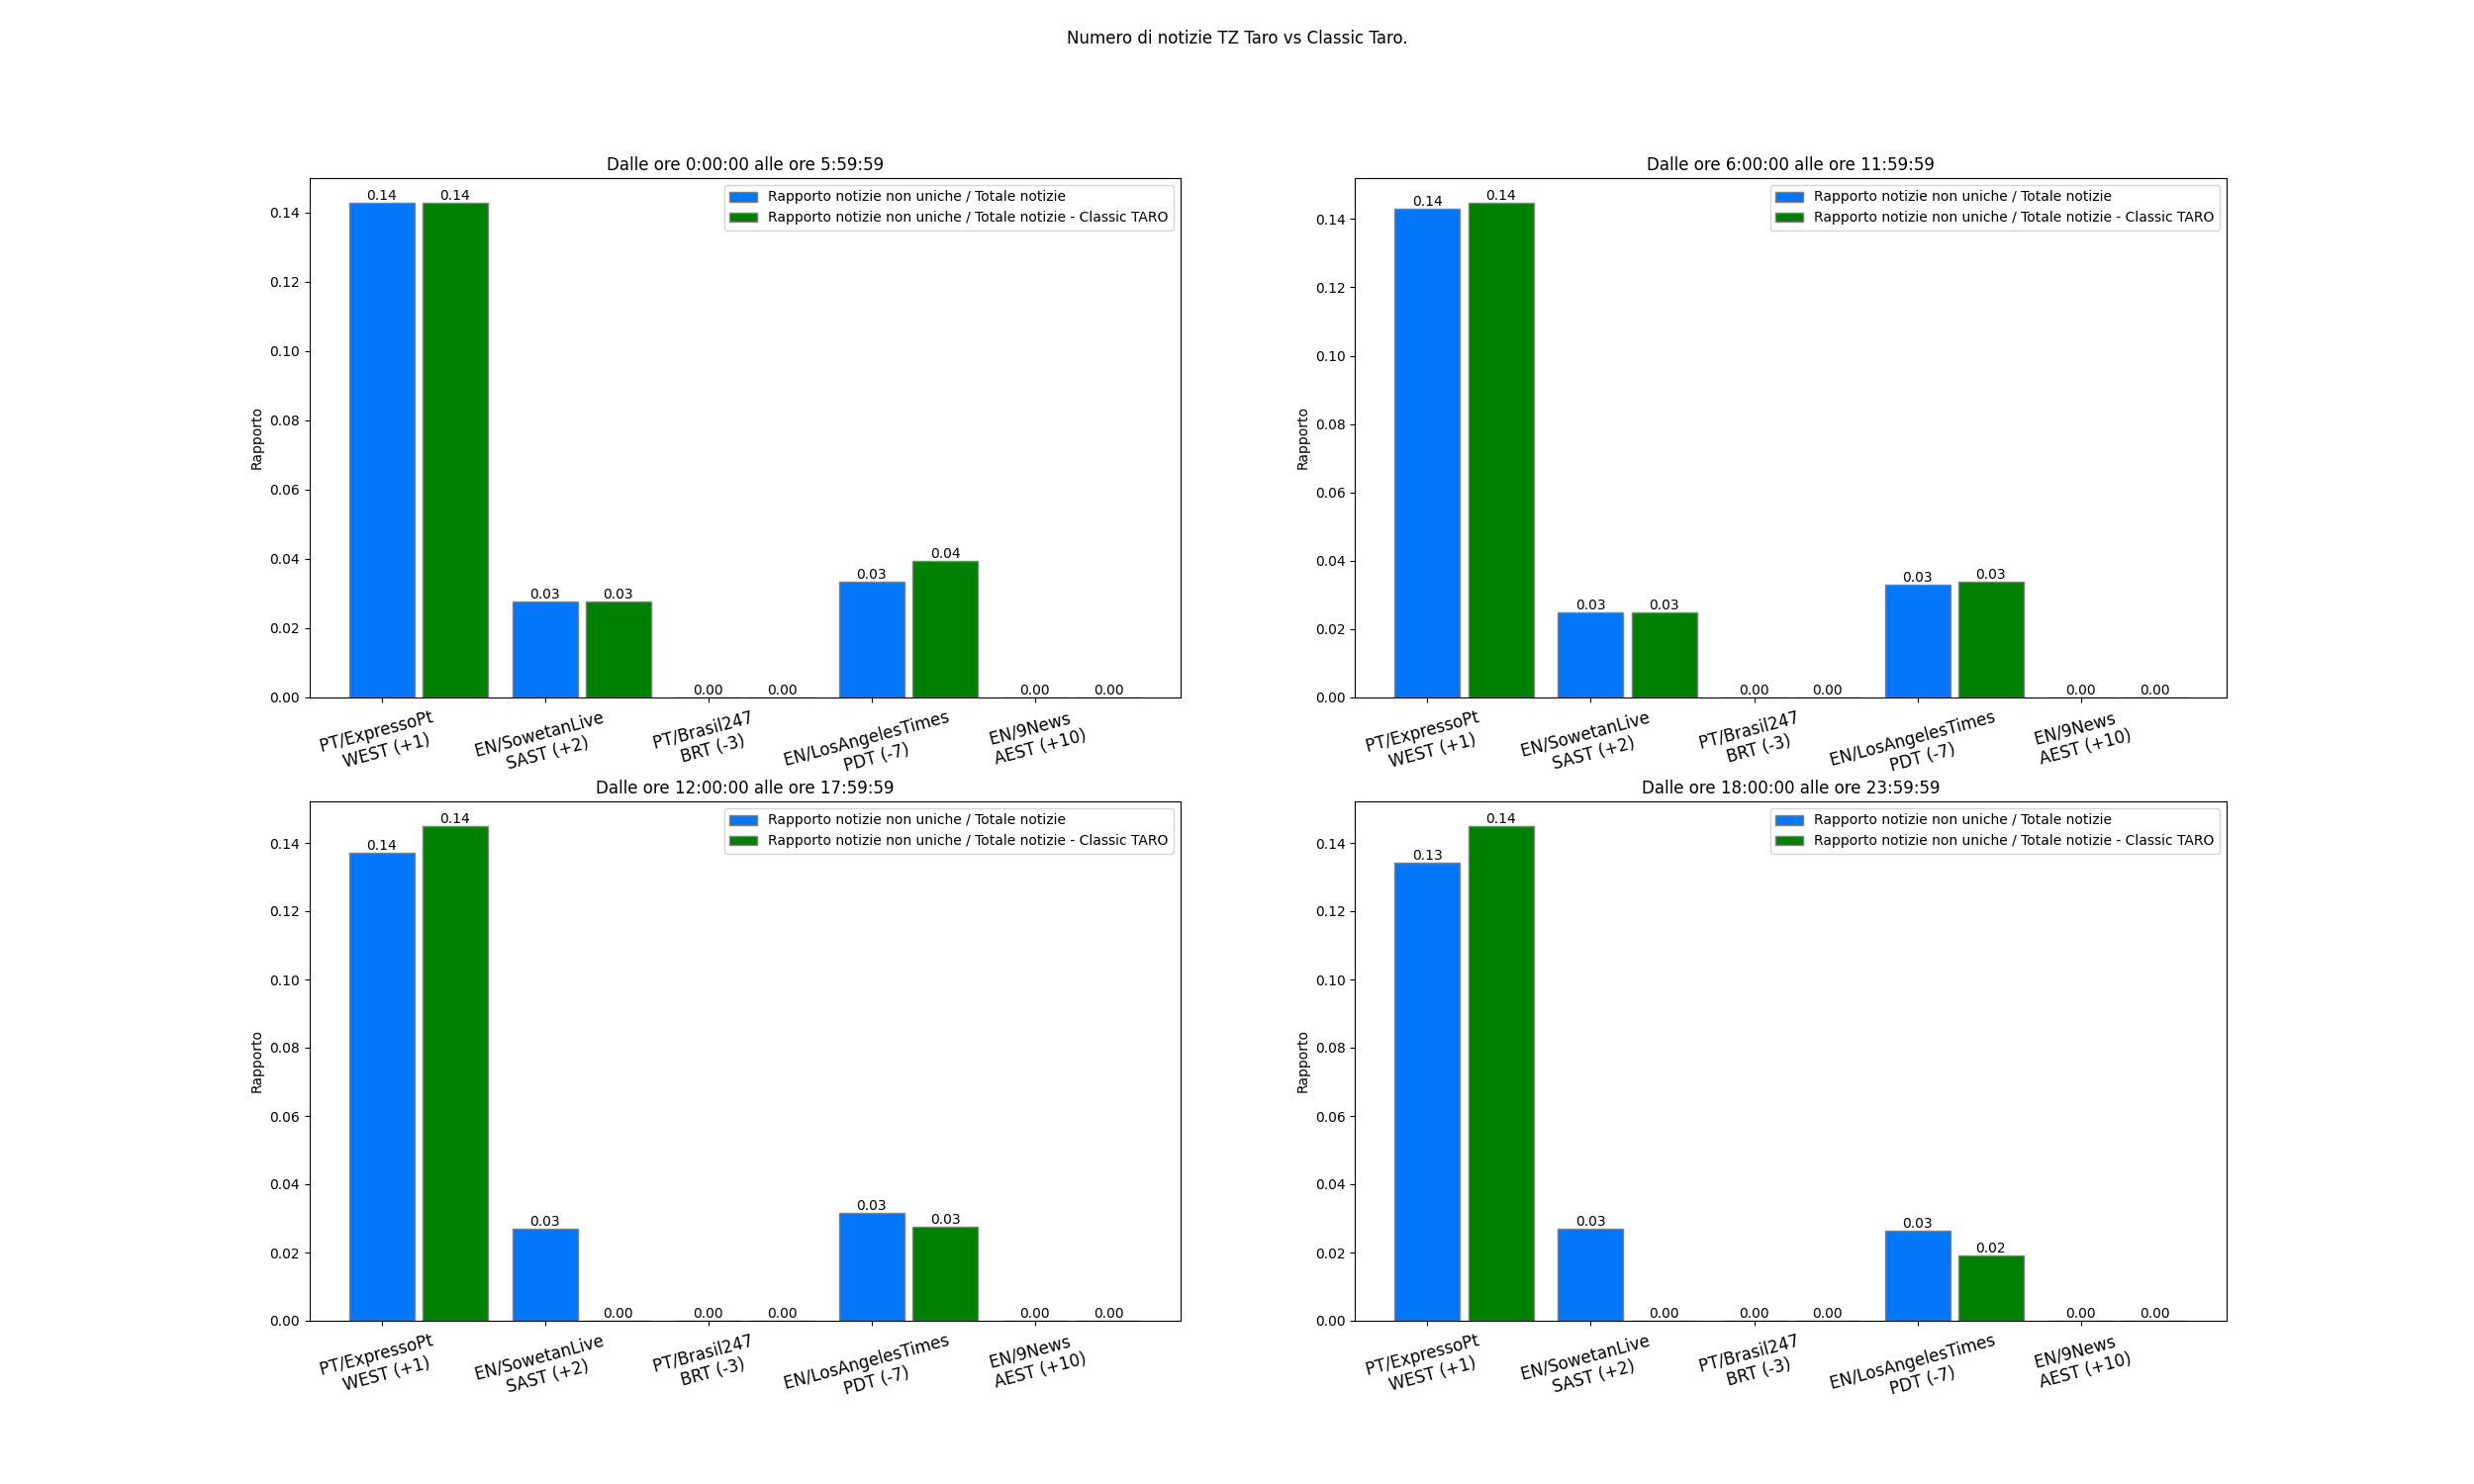 Numero di notizie TZ Taro vs Classic Taro.
Dalle ore 0:00:00 alle ore 5:59:59
Rapporto notizie non uniche / Totale notizie
Rapporto notizie non uniche / Totale notizie - Classic TARO
Rapporto
0.14
0.12
0.10
0.08
0.06
0.04
0.02
0.00
0.14
0.14
0.03
0.03
0.00
0.00
0.03
0.04
0.00
0.00
PT/ExpressoPt
WEST (+1)
EN/SowetanLive
SAST (+2)
PT/Brasil247
BRT (-3)
EN/LosAngelesTimes
PDT (-7)
EN/9News
AEST (+10)
Dalle ore 6:00:00 alle ore 11:59:59
Rapporto notizie non uniche / Totale notizie
Rapporto notizie non uniche / Totale notizie - Classic TARO
Rapporto
0.14
0.12
0.10
0.08
0.06
0.04
0.02
0.00
0.14
0.14
0.03
0.03
0.00
0.00
0.03
0.03
0.00
0.00
PT/ExpressoPt
WEST (+1)
EN/SowetanLive
SAST (+2)
PT/Brasil247
BRT (-3)
EN/LosAngelesTimes
PDT (-7)
EN/9News
AEST (+10)
Dalle ore 12:00:00 alle ore 17:59:59
Rapporto notizie non uniche / Totale notizie
Rapporto notizie non uniche / Totale notizie - Classic TARO
Rapporto
0.14
0.12
0.10
0.08
0.06
0.04
0.02
0.00
0.14
0.14
0.03
0.00
0.00
0.00
0.03
0.03
0.00
0.00
PT/ExpressoPt
WEST (+1)
EN/SowetanLive
SAST (+2)
PT/Brasil247
BRT (-3)
EN/LosAngelesTimes
PDT (-7)
EN/9News
AEST (+10)
Dalle ore 18:00:00 alle ore 23:59:59
Rapporto notizie non uniche / Totale notizie
Rapporto notizie non uniche / Totale notizie - Classic TARO
Rapporto
0.14
0.12
0.10
0.08
0.06
0.04
0.02
0.00
0.13
0.14
0.03
0.00
0.00
0.00
0.03
0.02
0.00
0.00
PT/ExpressoPt
WEST (+1)
EN/SowetanLive
SAST (+2)
PT/Brasil247
BRT (-3)
EN/LosAngelesTimes
PDT (-7)
EN/9News
AEST (+10)